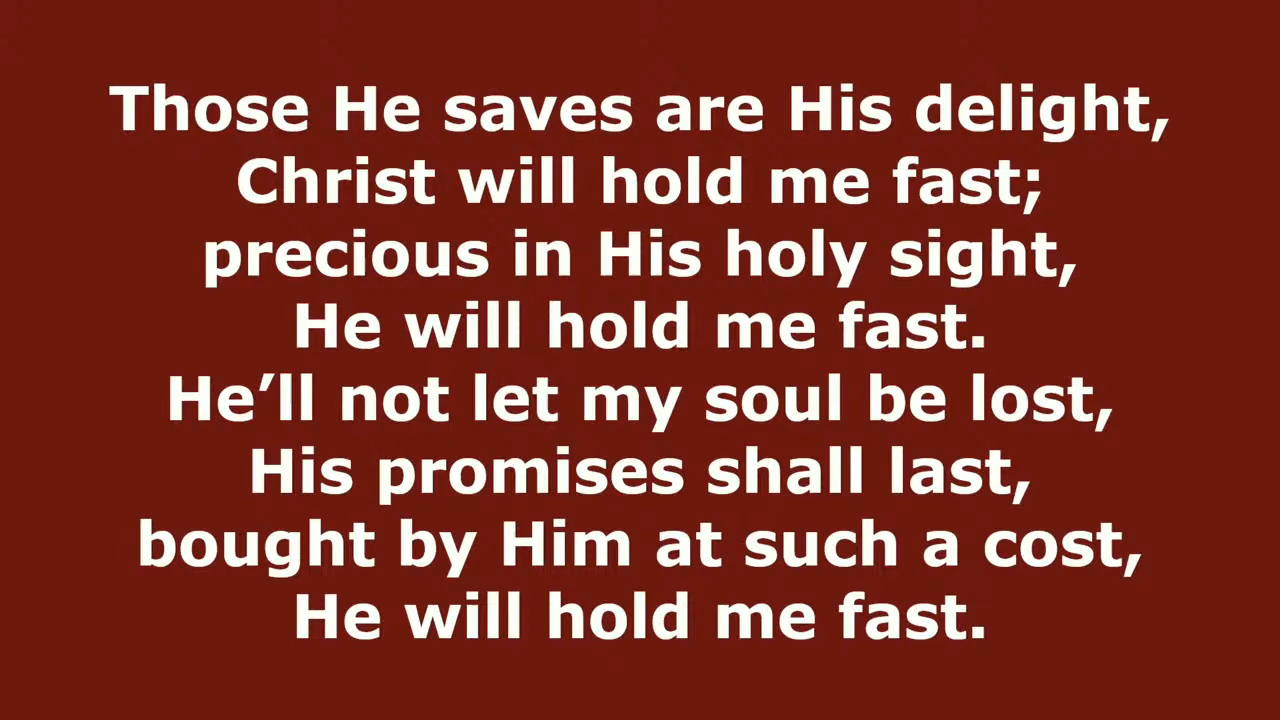 Those He saves are His delight,
Christ will hold me fast;
precious in His holy sight,
He will hold me fast.
He’ll not let my soul be lost,
His promises shall last,
bought by Him at such a cost,
He will hold me fast.